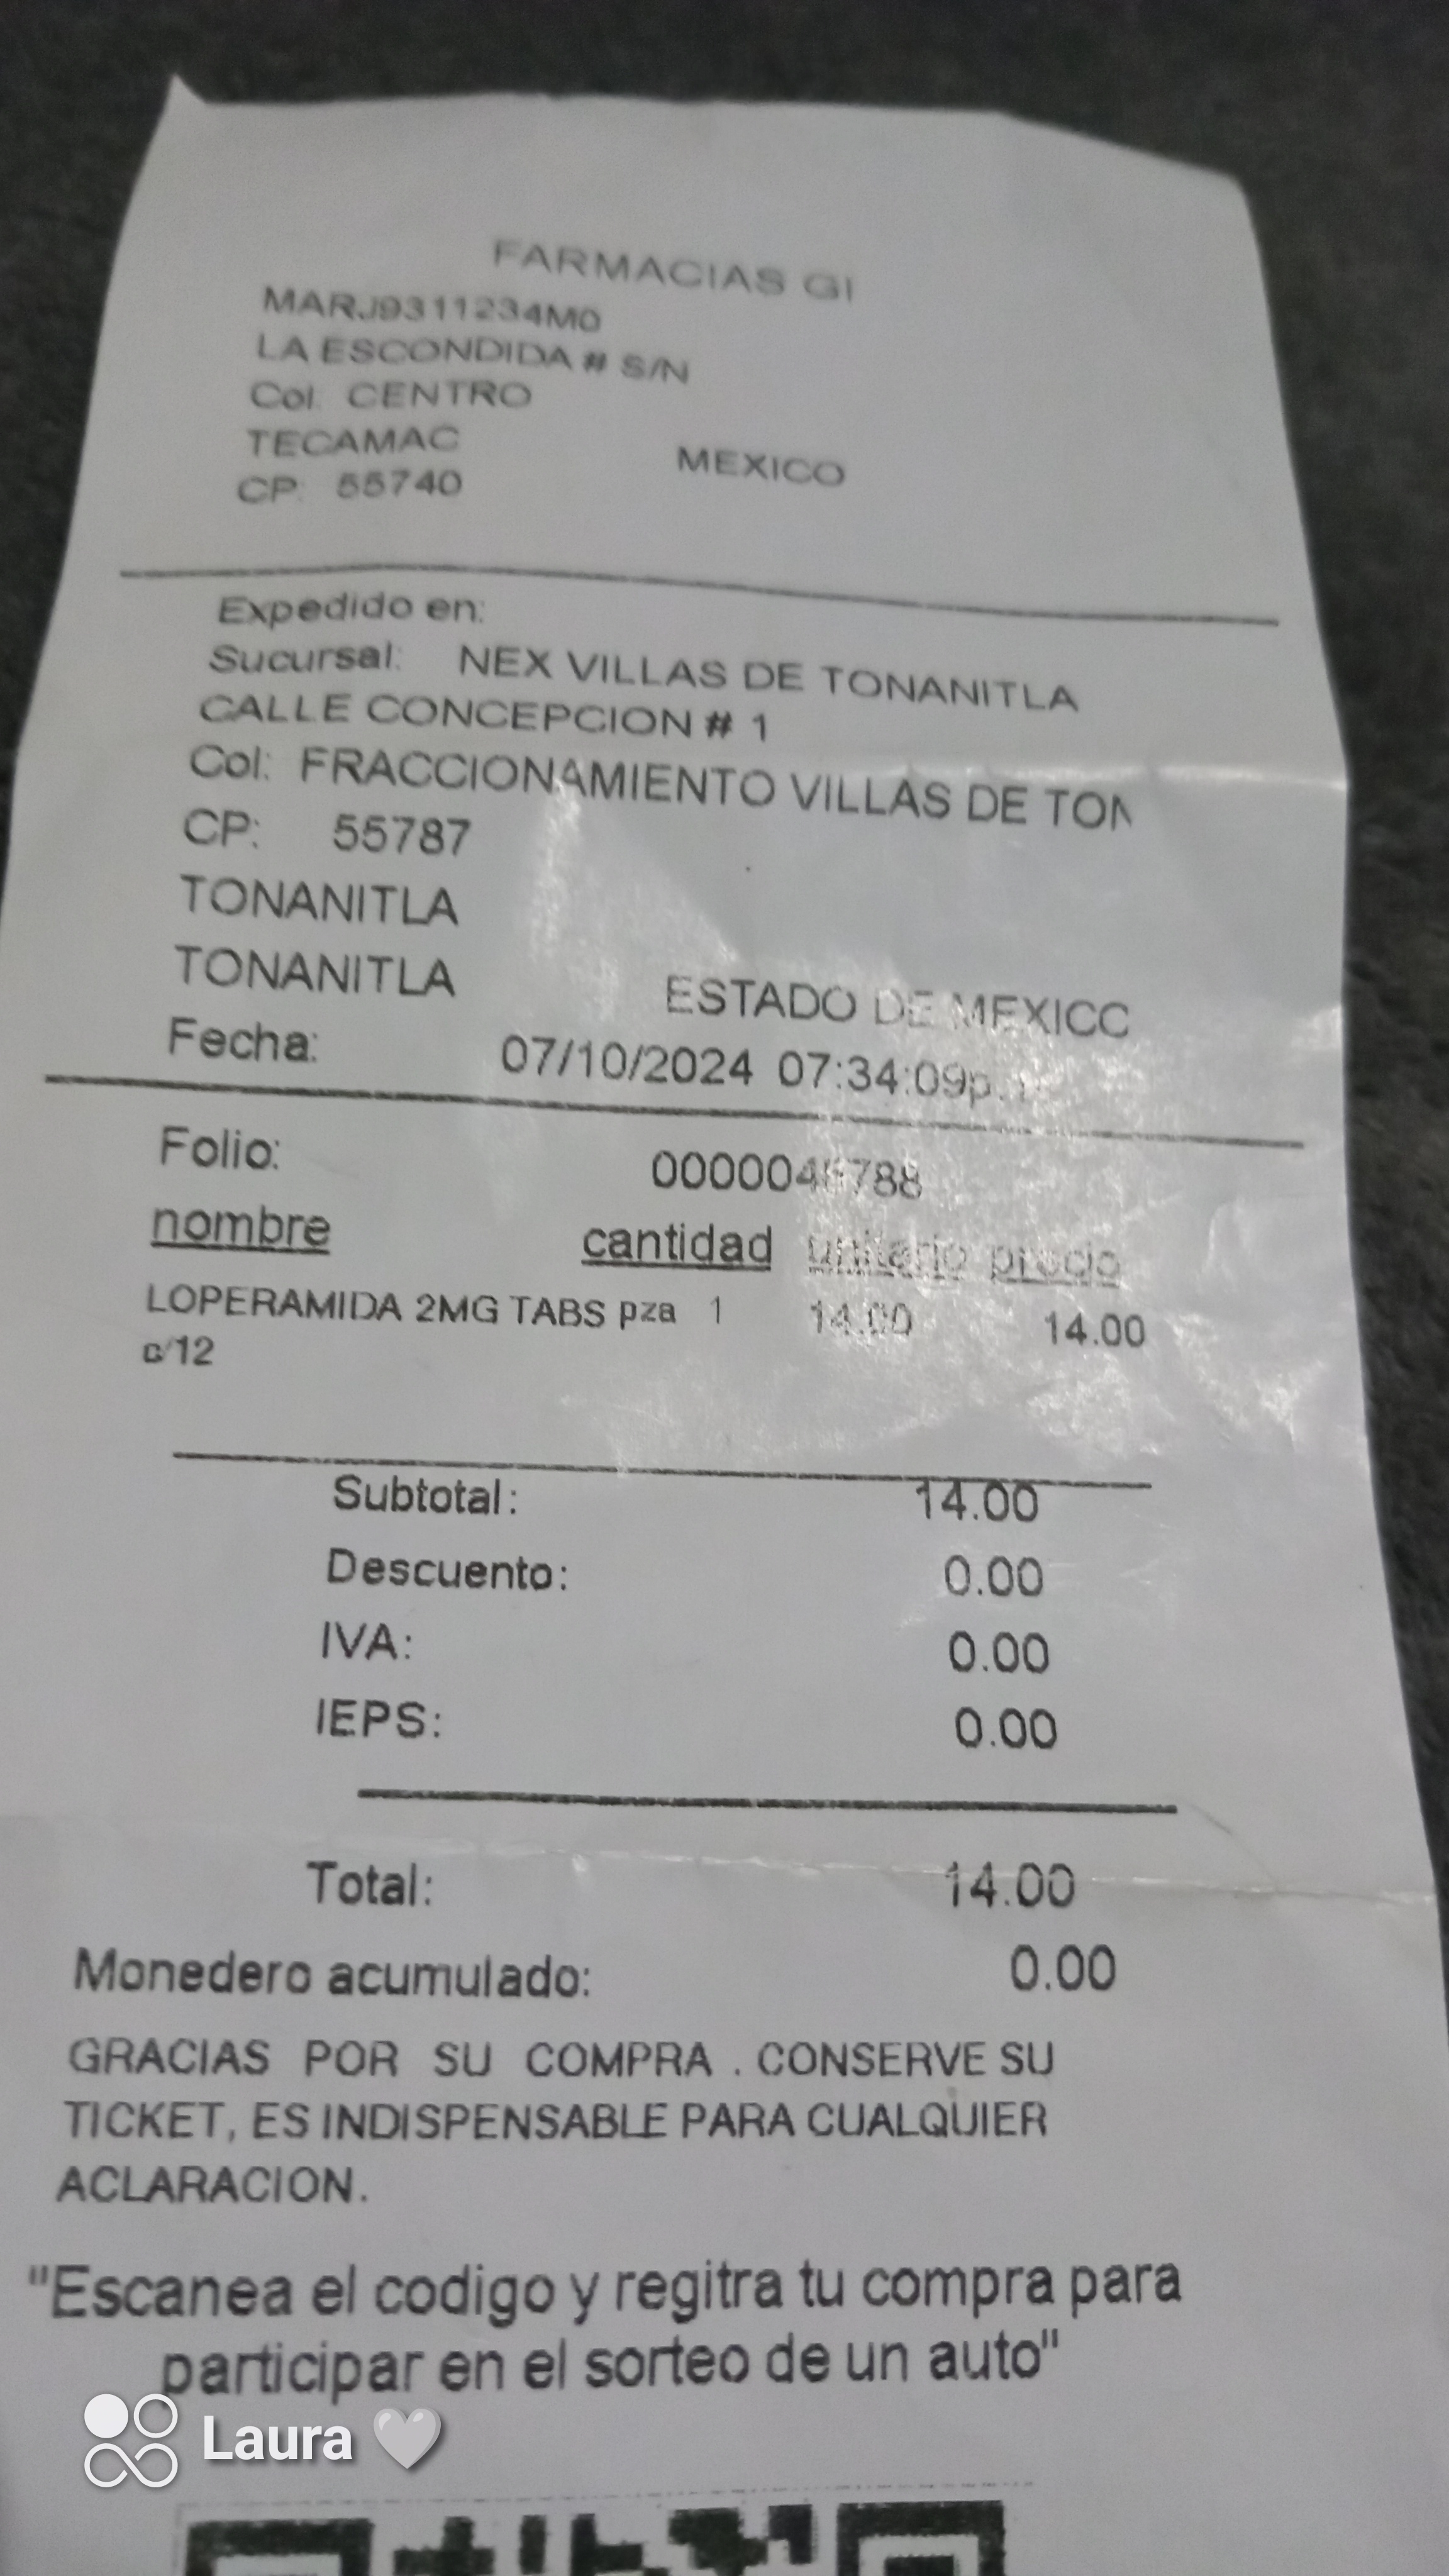 FARMACIAS GI
MARJ9311234M0
LA ESCONDIDA # S/N
Col: CENTRO
TECAMAC MEXICO
CP: 55740
Expedido en:
Sucursal: NEX VILLAS DE TONANITLA
CALLE CONCEPCION # 1
Col: FRACCIONAMIENTO VILLAS DE TON
CP: 55787
TONANITLA
TONANITLA ESTADO DE MEXICO
Fecha: 07/10/2024 07:34:09p.
Folio:
nombre cantidad unitario precio
LOPERAMIDA 2MG TABS pza 1 14.00 14.00
c/12
Subtotal: 14.00
Descuento: 0.00
IVA: 0.00
IEPS: 0.00
Total: 14.00
Monedero acumulado: 0.00
GRACIAS POR SU COMPRA . CONSERVE SU
TICKET, ES INDISPENSABLE PARA CUALQUIER
ACLARACION.
"Escanea el codigo y regitra tu compra para
participar en el sorteo de un auto"
Laura 🤍